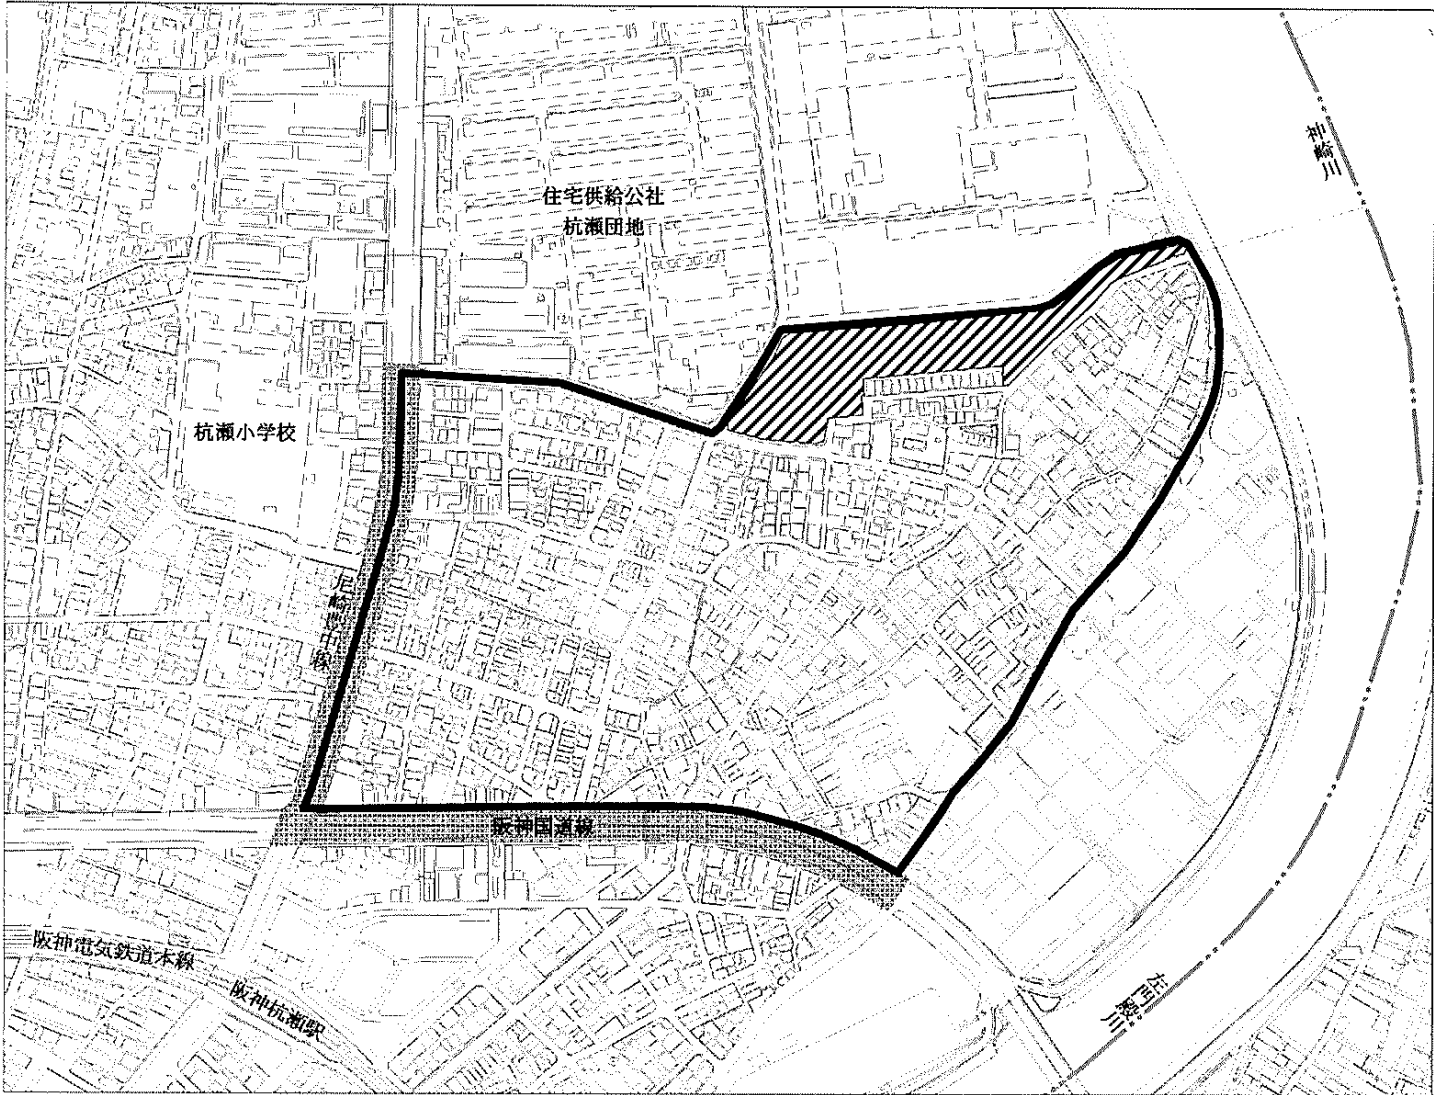 神崎川
住宅供給公社
杭瀬団地
杭瀬小学校
尼崎豊中線
阪神国道線
阪神電気鉄道本線
阪神杭瀬駅
左門殿川